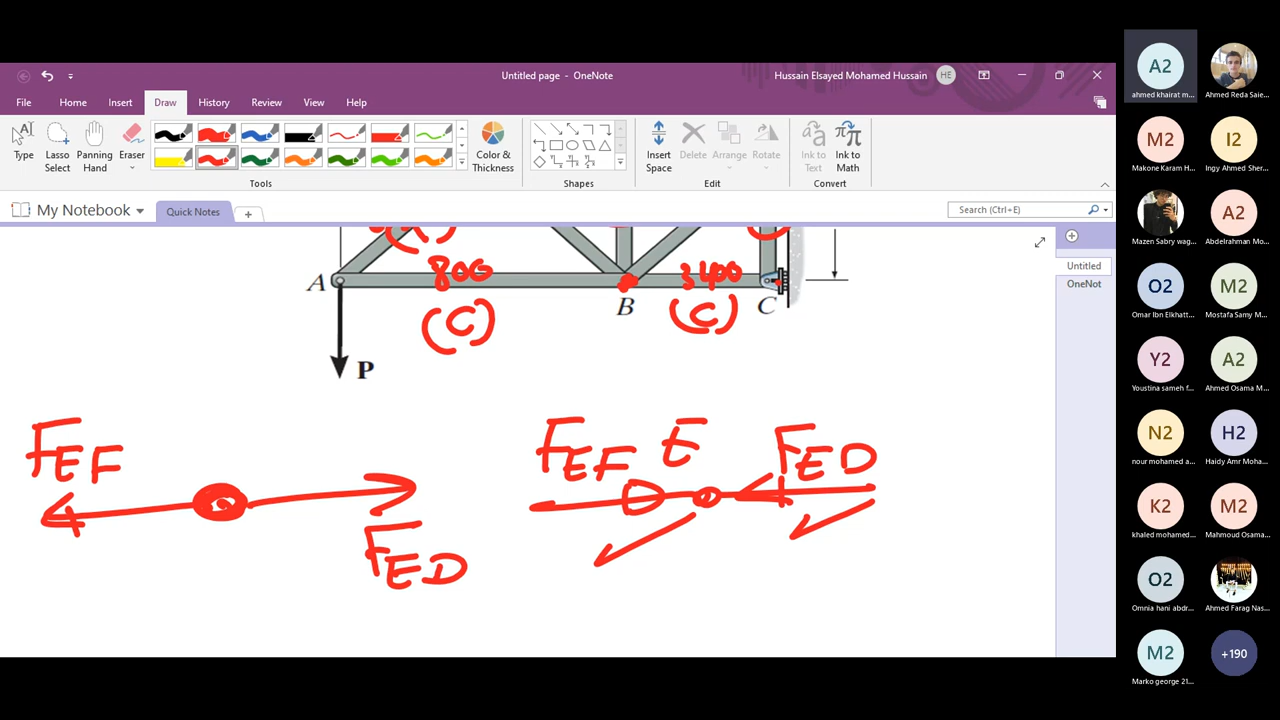 Untitled page - OneNote
Hussain Elsayed Mohamed Hussain HE
File Home Insert Draw History Review View Help
Type
Lasso Select
Panning Hand
Eraser
Color & Thickness
Insert Space
Delete
Arrange
Rotate
Ink to Text
Ink to Math
Tools
Shapes
Edit
Convert
My Notebook
Quick Notes
Search (Ctrl+E)
Untitled
OneNot
A
800
(C)
B
3400
(C)
C
P
FEF
FED
FEF
E
FED
A2
ahmed khairat m...
Ahmed Reda Saie...
M2
Makone Karam H...
I2
Ingy Ahmed Sher...
Mazen Sabry wag...
A2
Abdelrahman Mo...
O2
Omar Ibn Elkhatt...
M2
Mostafa Samy M...
Y2
Youstina sameh f...
A2
Ahmed Osama M...
N2
nour mohamed a...
H2
Haidy Amr Moha...
K2
khaled mohamed...
M2
Mahmoud Osama...
O2
Omnia hani abdr...
Ahmed Farag Nas...
M2
Marko george 21...
+190